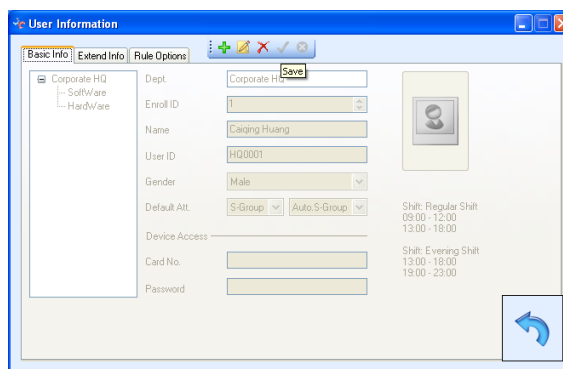 User Information
Basic Info
Extend Info
Rule Options
Save
Corporate HQ
SoftWare
HardWare
Dept.
Corporate HQ
Enroll ID
1
Name
Caiqing Huang
User ID
HQ0001
Gender
Male
Default Att.
S-Group
Auto.S-Group
Device Access
Card No.
Password
Shift: Regular Shift
09:00 - 12:00
13:00 - 18:00
Shift: Evening Shift
13:00 - 18:00
19:00 - 23:00